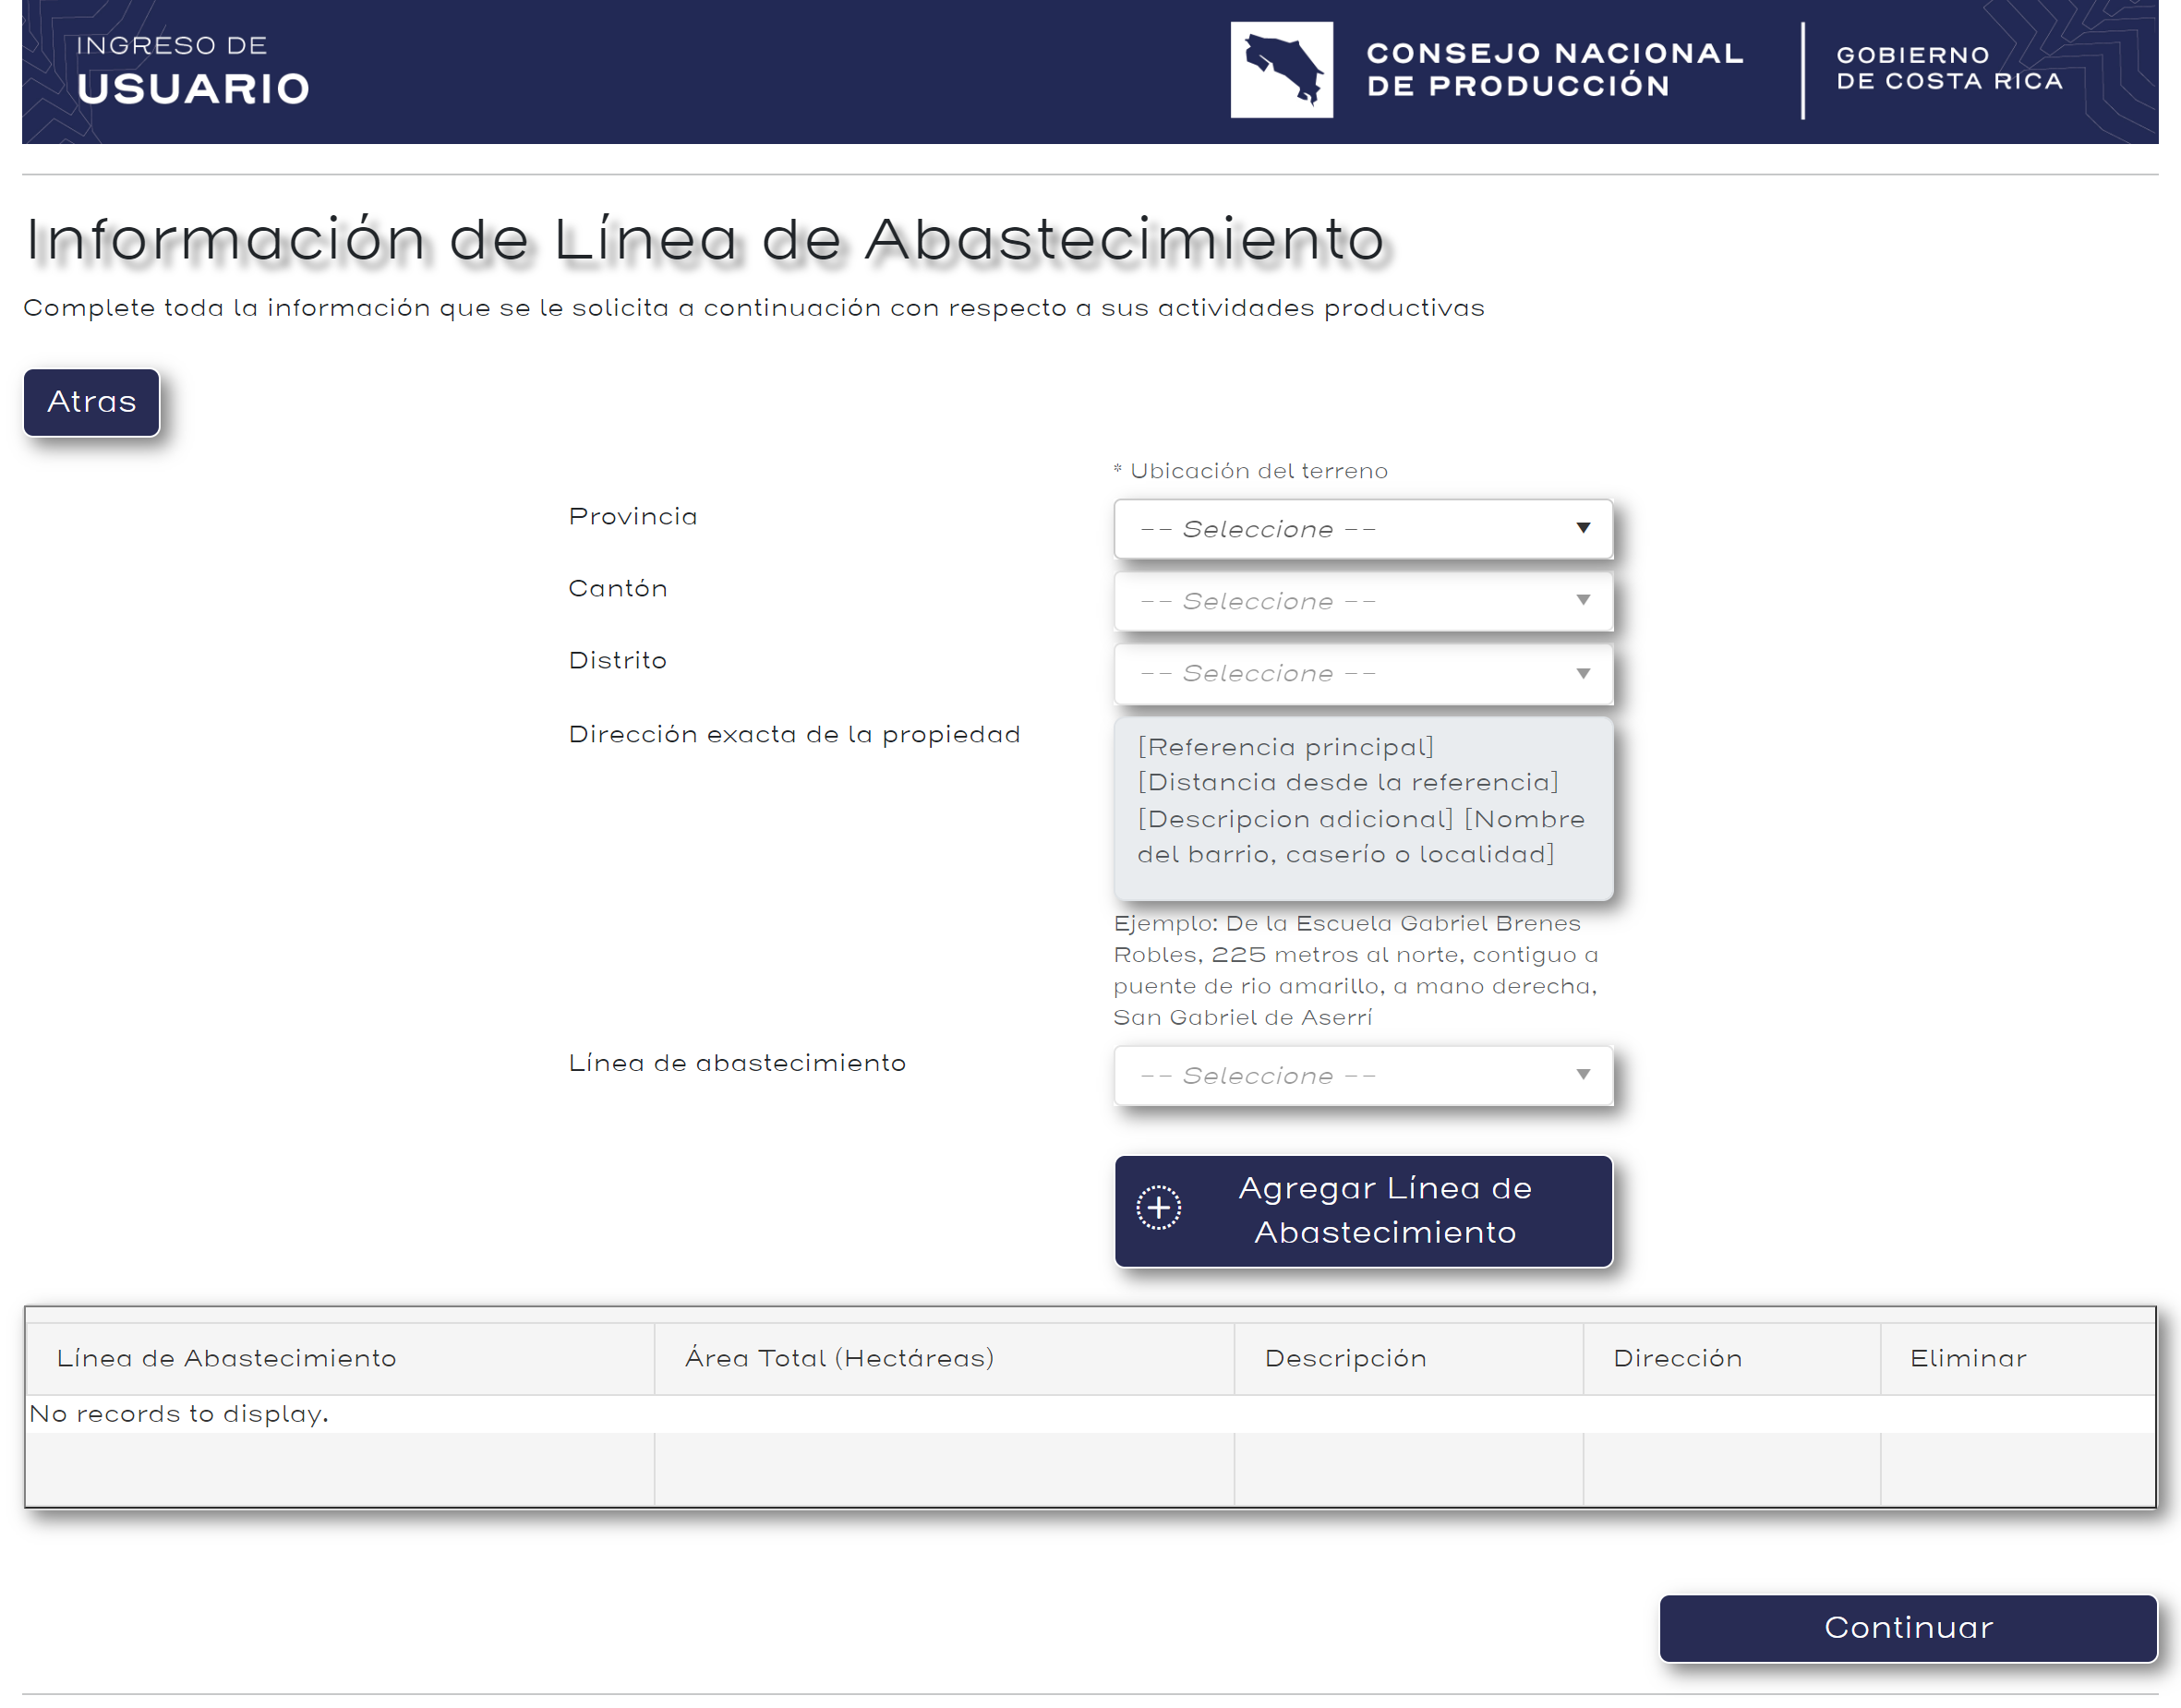 INGRESO DE
USUARIO
CONSEJO NACIONAL
DE PRODUCCIÓN
GOBIERNO
DE COSTA RICA
Información de Línea de Abastecimiento
Complete toda la información que se le solicita a continuación con respecto a sus actividades productivas
Atras
* Ubicación del terreno
Provincia
-- Seleccione --
Cantón
-- Seleccione --
Distrito
-- Seleccione --
Dirección exacta de la propiedad
[Referencia principal]
[Distancia desde la referencia]
[Descripcion adicional] [Nombre
del barrio, caserío o localidad]
Ejemplo: De la Escuela Gabriel Brenes
Robles, 225 metros al norte, contiguo a
puente de rio amarillo, a mano derecha,
San Gabriel de Aserrí
Línea de abastecimiento
-- Seleccione --
Agregar Línea de
Abastecimiento
Línea de Abastecimiento Área Total (Hectáreas) Descripción Dirección Eliminar
No records to display.
Continuar